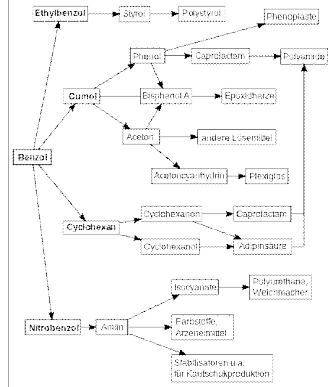 Ethylbenzol
Styrol
Polystyrol
Phenoplaste
Phenol
Caprolactam
Polyamide
Cumol
Bisphenol A
Epoxidharze
Aceton
andere Lösemittel
Benzol
Acetoncyanhydrin
Plexiglas
Cyclohexan
Cyclohexanon
Caprolactam
Cyclohexanol
Adipinsäure
Isocyanate
Polyurethane,
Weichmacher
Nitrobenzol
Anilin
Farbstoffe,
Arzneimittel
Stabilisatoren u.a.
für Kautschukproduktion